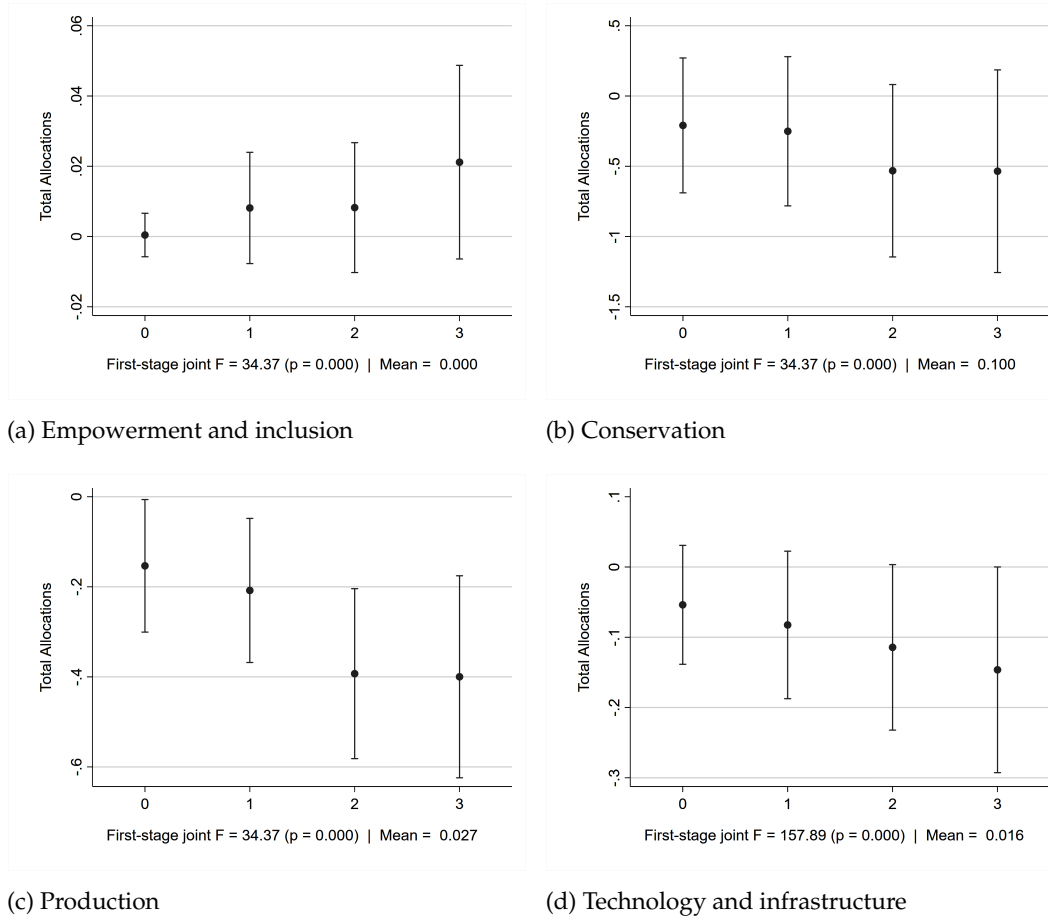 Total Allocations
.06
.04
.02
0
-.02
0 1 2 3
First-stage joint F = 34.37 (p = 0.000) | Mean = 0.000
(a) Empowerment and inclusion
Total Allocations
.5
0
-.5
-1
-1.5
0 1 2 3
First-stage joint F = 34.37 (p = 0.000) | Mean = 0.100
(b) Conservation
Total Allocations
0
-.2
-.4
-.6
0 1 2 3
First-stage joint F = 34.37 (p = 0.000) | Mean = 0.027
(c) Production
Total Allocations
.1
0
-.1
-.2
-.3
0 1 2 3
First-stage joint F = 157.89 (p = 0.000) | Mean = 0.016
(d) Technology and infrastructure